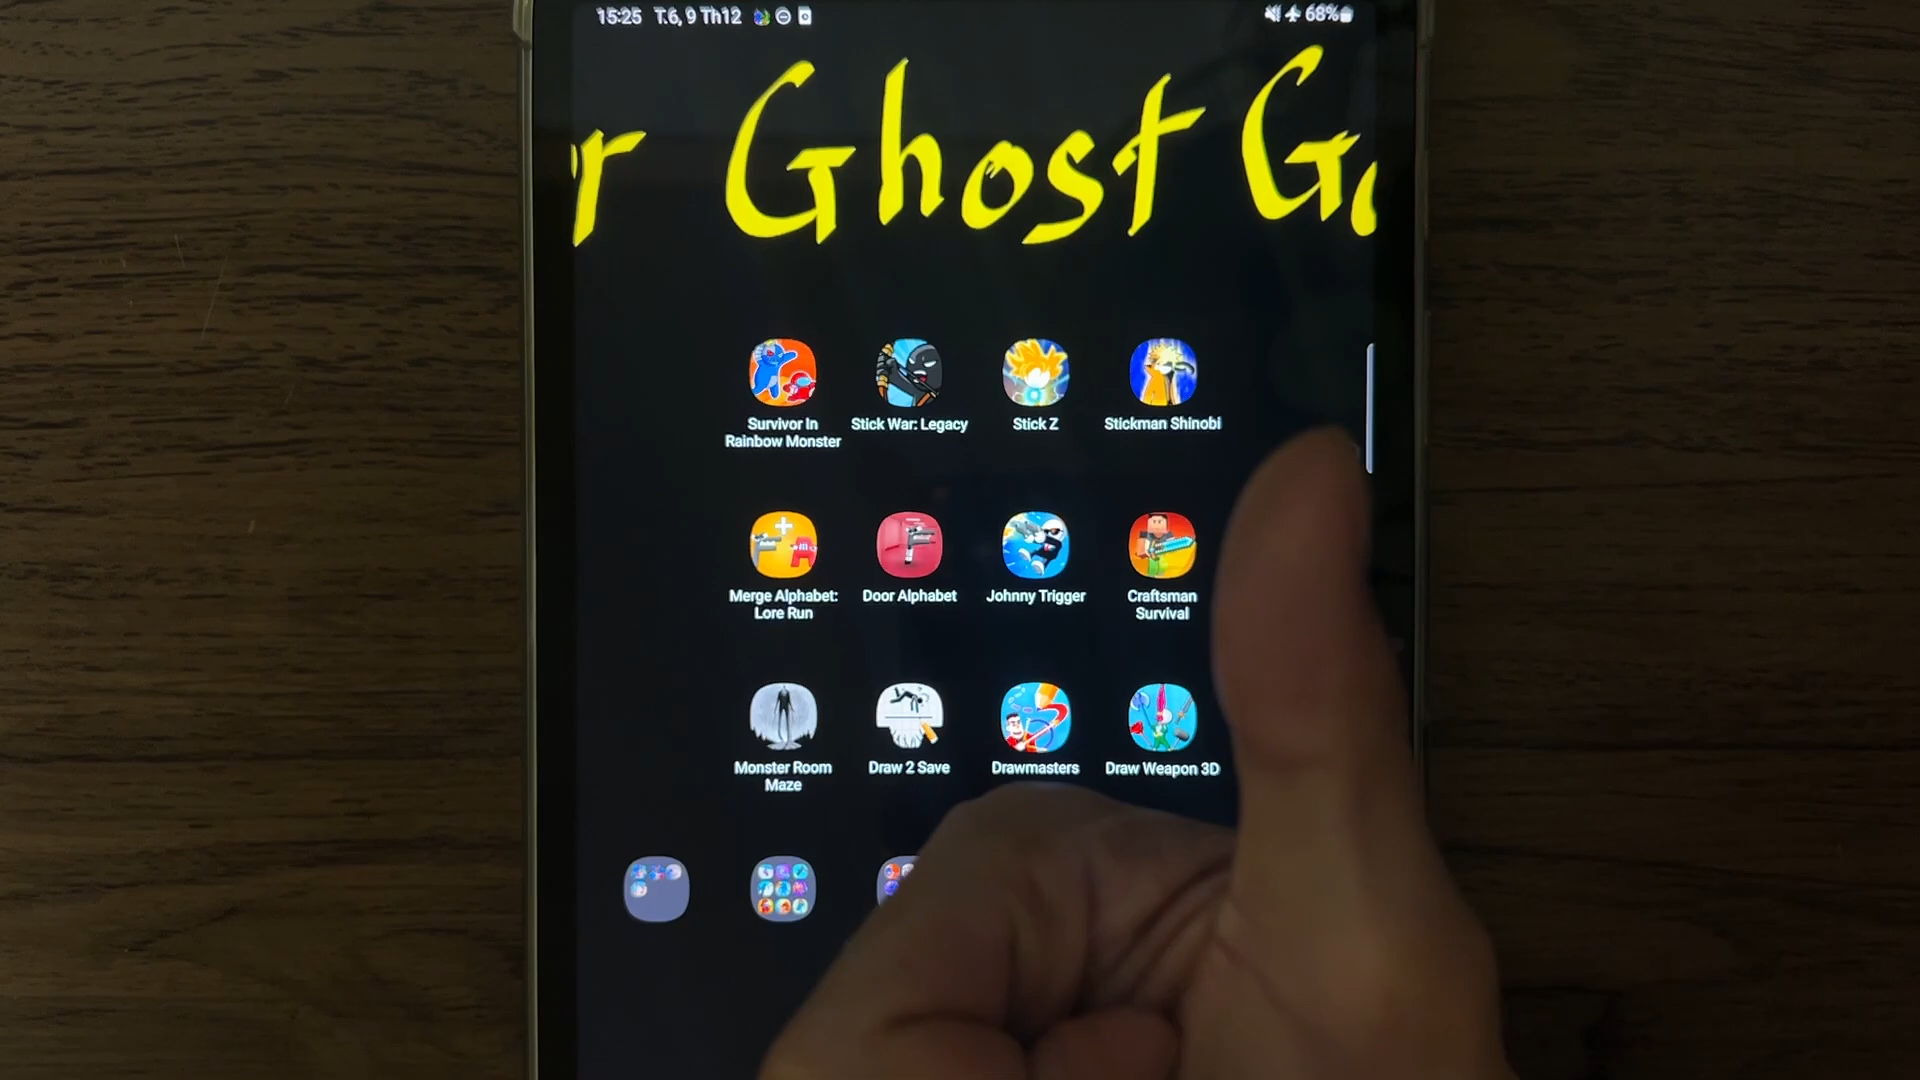 15:25 T.6, 9 Th12 68%
r Ghost Ga
Survivor In
Rainbow Monster
Stick War: Legacy
Stick Z
Stickman Shinobi
Merge Alphabet:
Lore Run
Door Alphabet
Johnny Trigger
Craftsman
Survival
Monster Room
Maze
Draw 2 Save
Drawmasters
Draw Weapon 3D